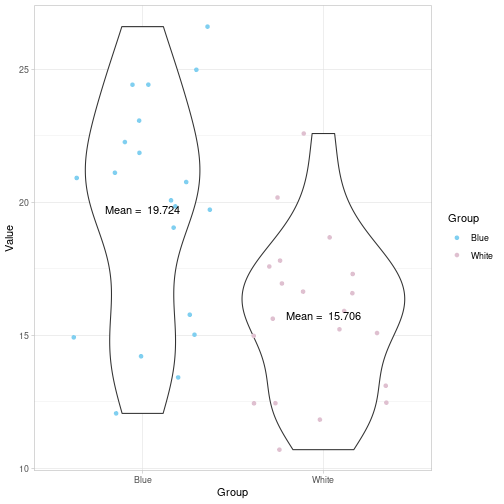 25
20
15
10
Value
Mean = 19.724
Mean = 15.706
Blue
White
Group
Group
Blue
White